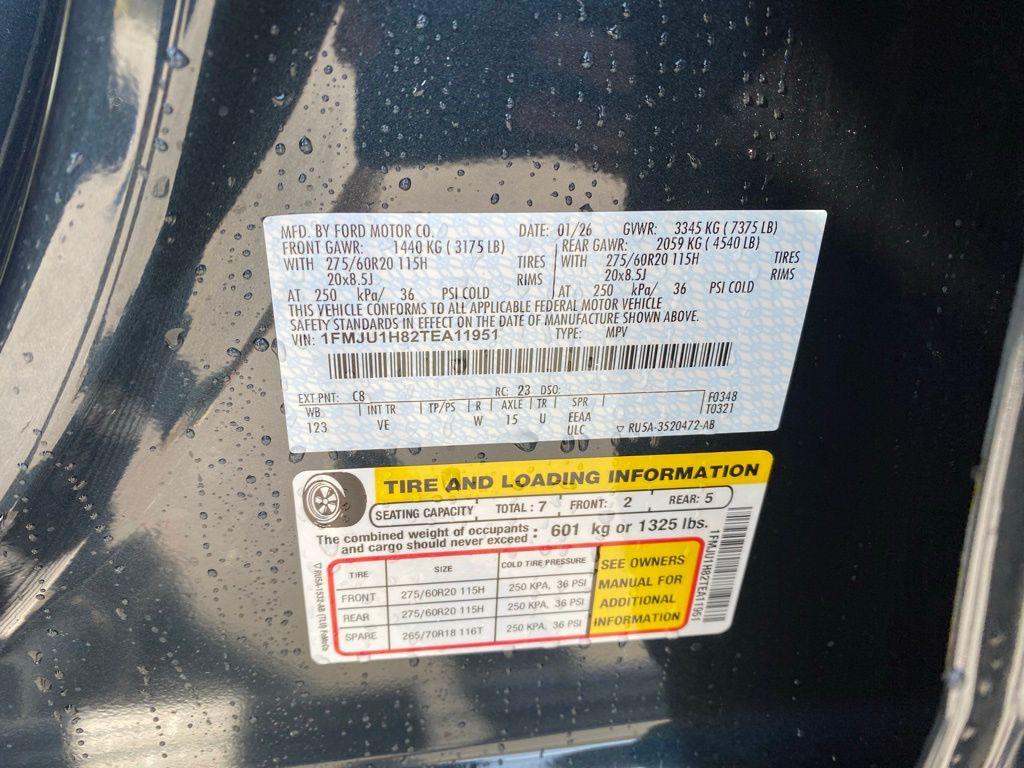 MFD. BY FORD MOTOR CO. DATE: 01/26 GVWR: 3345 KG ( 7375 LB)
FRONT GAWR: 1440 KG ( 3175 LB) REAR GAWR: 2059 KG ( 4540 LB)
WITH 275/60R20 115H TIRES WITH 275/60R20 115H TIRES
20x8.5J RIMS 20x8.5J RIMS
AT 250 kPa/ 36 PSI COLD AT 250 kPa/ 36 PSI COLD
THIS VEHICLE CONFORMS TO ALL APPLICABLE FEDERAL MOTOR VEHICLE
SAFETY STANDARDS IN EFFECT ON THE DATE OF MANUFACTURE SHOWN ABOVE.
VIN: 1FMJU1H82TEA11951 TYPE: MPV
EXT PNT: C8 RC: 23 DSO:
WB INT TR TP/PS R AXLE TR SPR F0348
123 VE W 15 U EEAA T0321
ULC ▽ RU5A-3520472-AB
TIRE AND LOADING INFORMATION
SEATING CAPACITY TOTAL : 7 FRONT: 2 REAR: 5
The combined weight of occupants and cargo should never exceed : 601 kg or 1325 lbs.
TIRE SIZE COLD TIRE PRESSURE
FRONT 275/60R20 115H 250 KPA, 36 PSI
REAR 275/60R20 115H 250 KPA, 36 PSI
SPARE 265/70R18 116T 250 KPA, 36 PSI
SEE OWNERS
MANUAL FOR
ADDITIONAL
INFORMATION
1FMJU1H82TEA11951